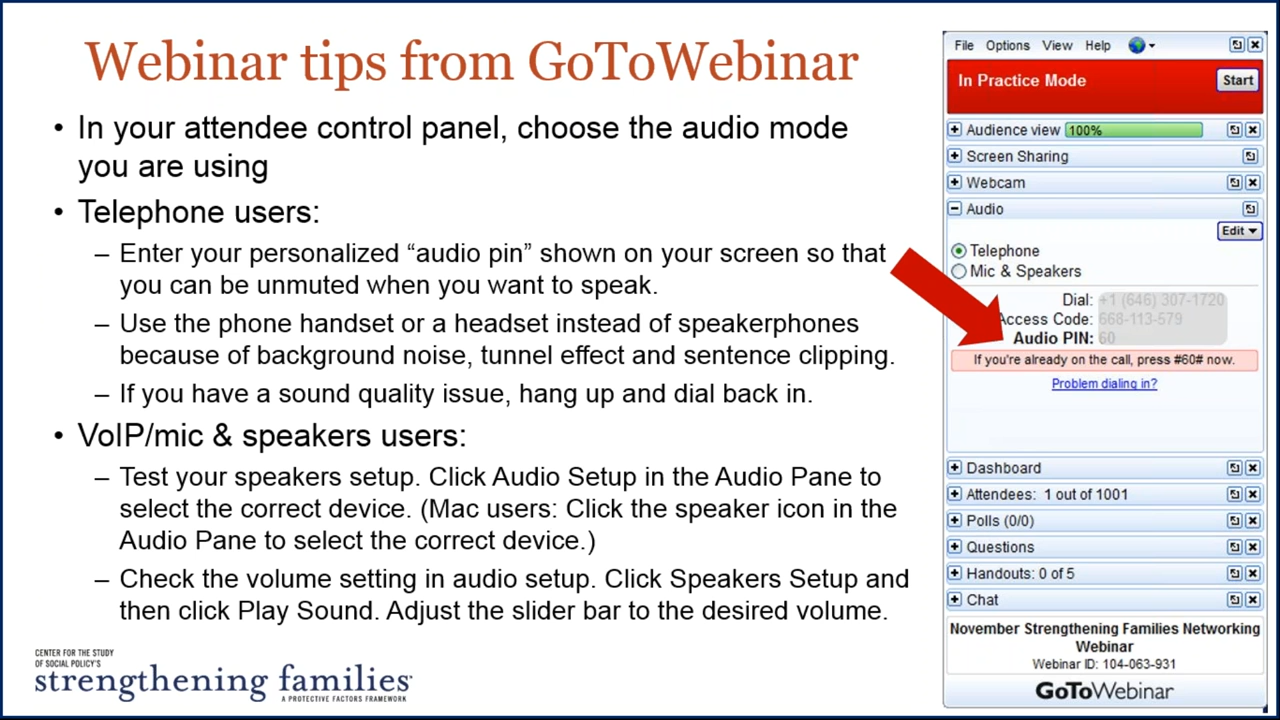 Webinar tips from GoToWebinar
• In your attendee control panel, choose the audio mode
you are using
• Telephone users:
– Enter your personalized “audio pin” shown on your screen so that
you can be unmuted when you want to speak.
– Use the phone handset or a headset instead of speakerphones
because of background noise, tunnel effect and sentence clipping.
– If you have a sound quality issue, hang up and dial back in.
• VoIP/mic & speakers users:
– Test your speakers setup. Click Audio Setup in the Audio Pane to
select the correct device. (Mac users: Click the speaker icon in the
Audio Pane to select the correct device.)
– Check the volume setting in audio setup. Click Speakers Setup and
then click Play Sound. Adjust the slider bar to the desired volume.
CENTER FOR THE STUDY
OF SOCIAL POLICY'S
strengthening families
A PROTECTIVE FACTORS FRAMEWORK
File Options View Help
In Practice Mode Start
Audience view 100%
Screen Sharing
Webcam
Audio
Edit
Telephone
Mic & Speakers
Dial: +1 (646) 307-1720
Access Code: 668-113-579
Audio PIN: 60
If you're already on the call, press #60# now.
Problem dialing in?
Dashboard
Attendees: 1 out of 1001
Polls (0/0)
Questions
Handouts: 0 of 5
Chat
November Strengthening Families Networking
Webinar
Webinar ID: 104-063-931
GoToWebinar